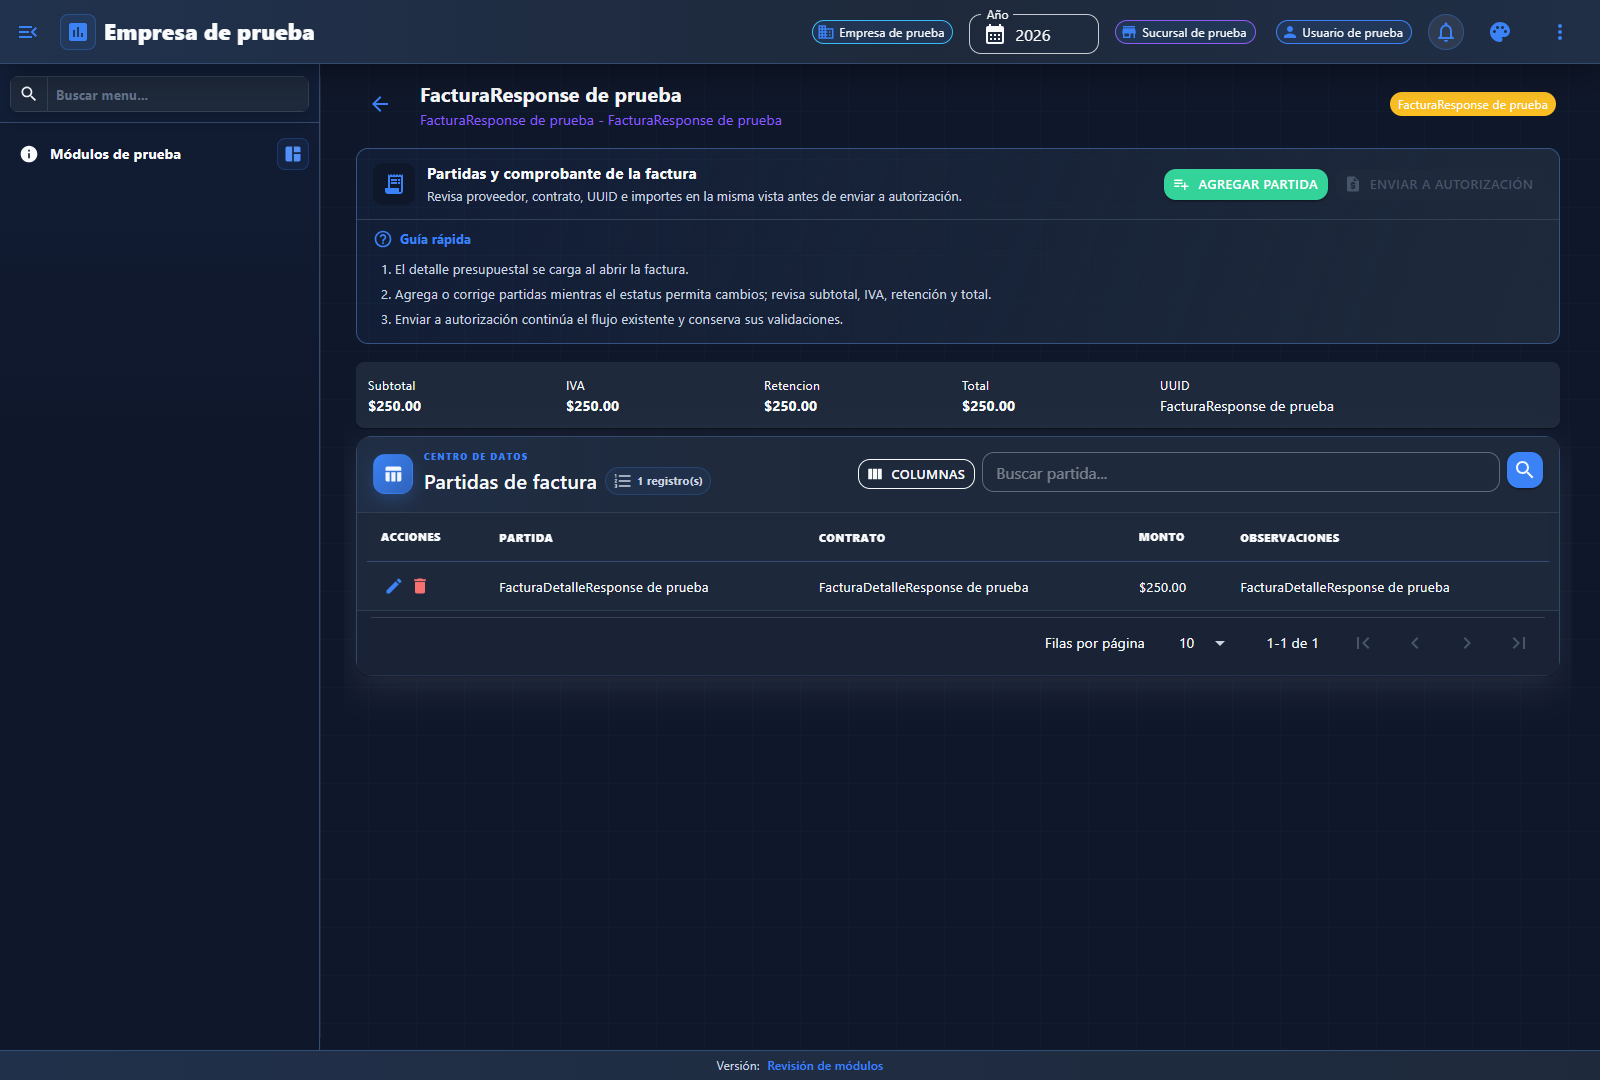 Empresa de prueba
Empresa de prueba
Año
2026
Sucursal de prueba
Usuario de prueba
Buscar menu...
Módulos de prueba
FacturaResponse de prueba
FacturaResponse de prueba - FacturaResponse de prueba
FacturaResponse de prueba
Partidas y comprobante de la factura
Revisa proveedor, contrato, UUID e importes en la misma vista antes de enviar a autorización.
AGREGAR PARTIDA
ENVIAR A AUTORIZACIÓN
Guía rápida
1. El detalle presupuestal se carga al abrir la factura.
2. Agrega o corrige partidas mientras el estatus permita cambios; revisa subtotal, IVA, retención y total.
3. Enviar a autorización continúa el flujo existente y conserva sus validaciones.
Subtotal IVA Retencion Total UUID
$250.00 $250.00 $250.00 $250.00 FacturaResponse de prueba
CENTRO DE DATOS
Partidas de factura
1 registro(s)
COLUMNAS
Buscar partida...
ACCIONES PARTIDA CONTRATO MONTO OBSERVACIONES
FacturaDetalleResponse de prueba FacturaDetalleResponse de prueba $250.00 FacturaDetalleResponse de prueba
Filas por página 10 1-1 de 1
Versión: Revisión de módulos